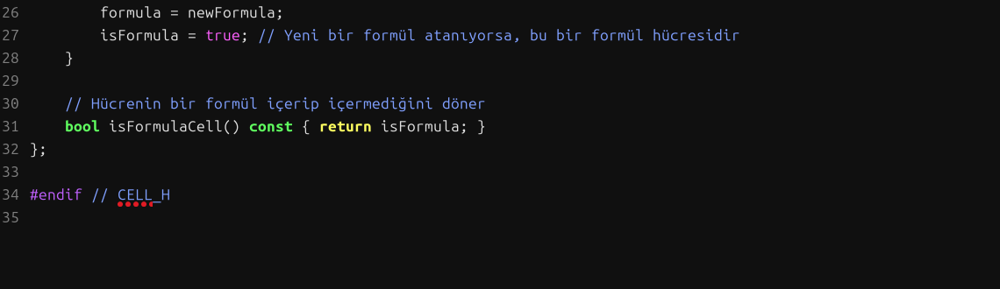 26 formula = newFormula;
27 isFormula = true; // Yeni bir formül atanıyorsa, bu bir formül hücresidir
28 }
29
30 // Hücrenin bir formül içerip içermediğini döner
31 bool isFormulaCell() const { return isFormula; }
32 };
33
34 #endif // CELL_H
35